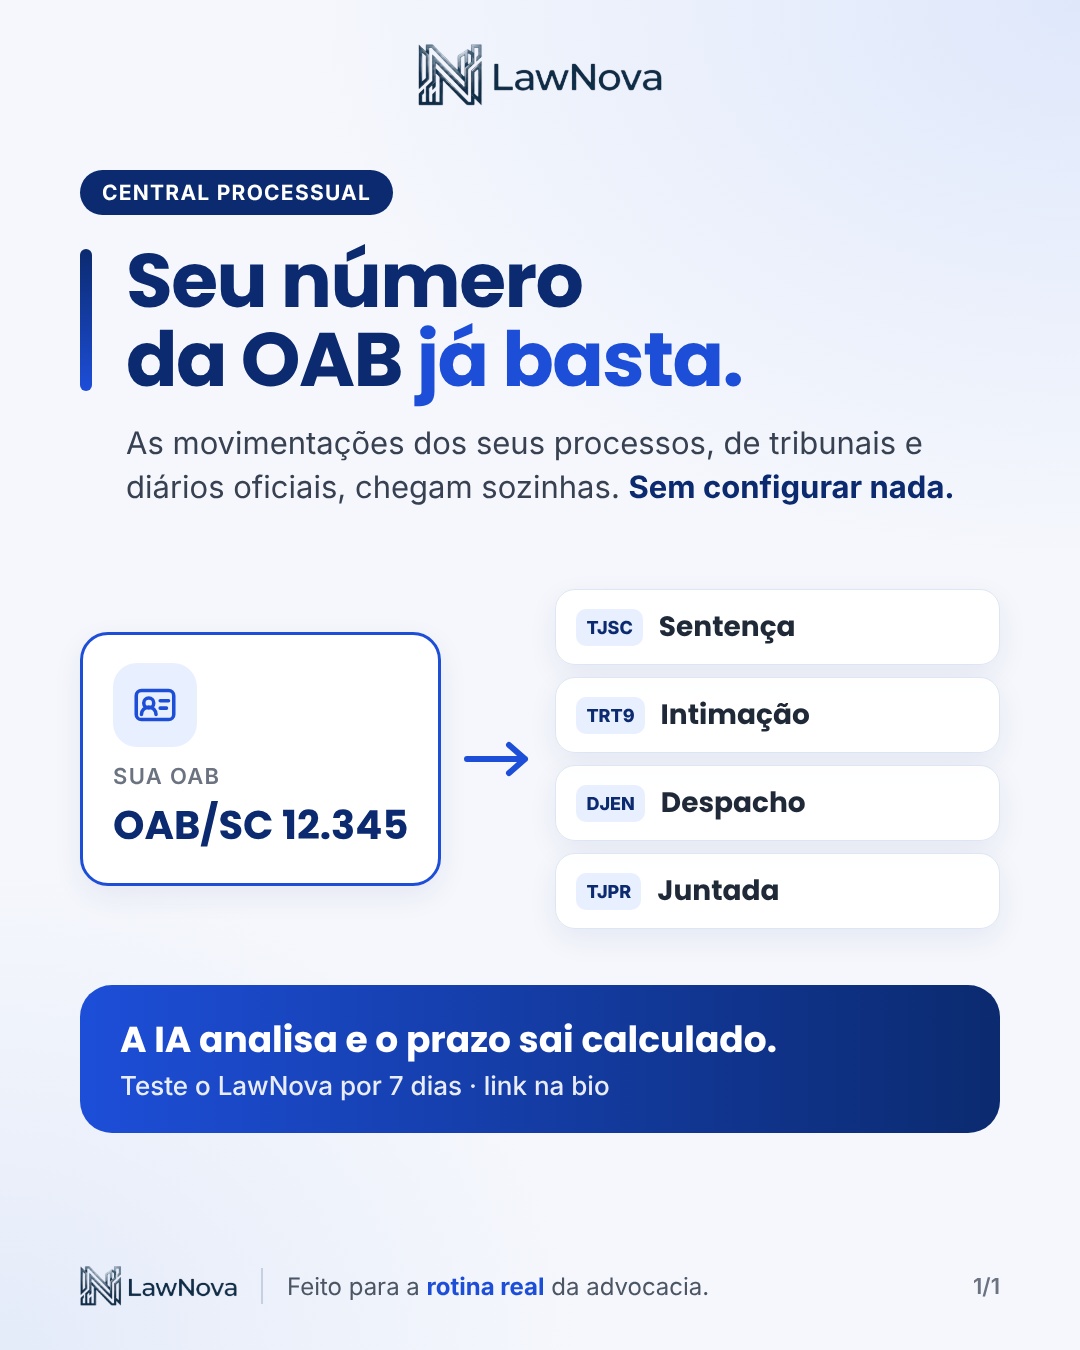 LawNova
CENTRAL PROCESSUAL
Seu número
da OAB já basta.
As movimentações dos seus processos, de tribunais e
diários oficiais, chegam sozinhas. Sem configurar nada.
SUA OAB
OAB/SC 12.345
TJSC Sentença
TRT9 Intimação
DJEN Despacho
TJPR Juntada
A IA analisa e o prazo sai calculado.
Teste o LawNova por 7 dias · link na bio
LawNova Feito para a rotina real da advocacia. 1/1